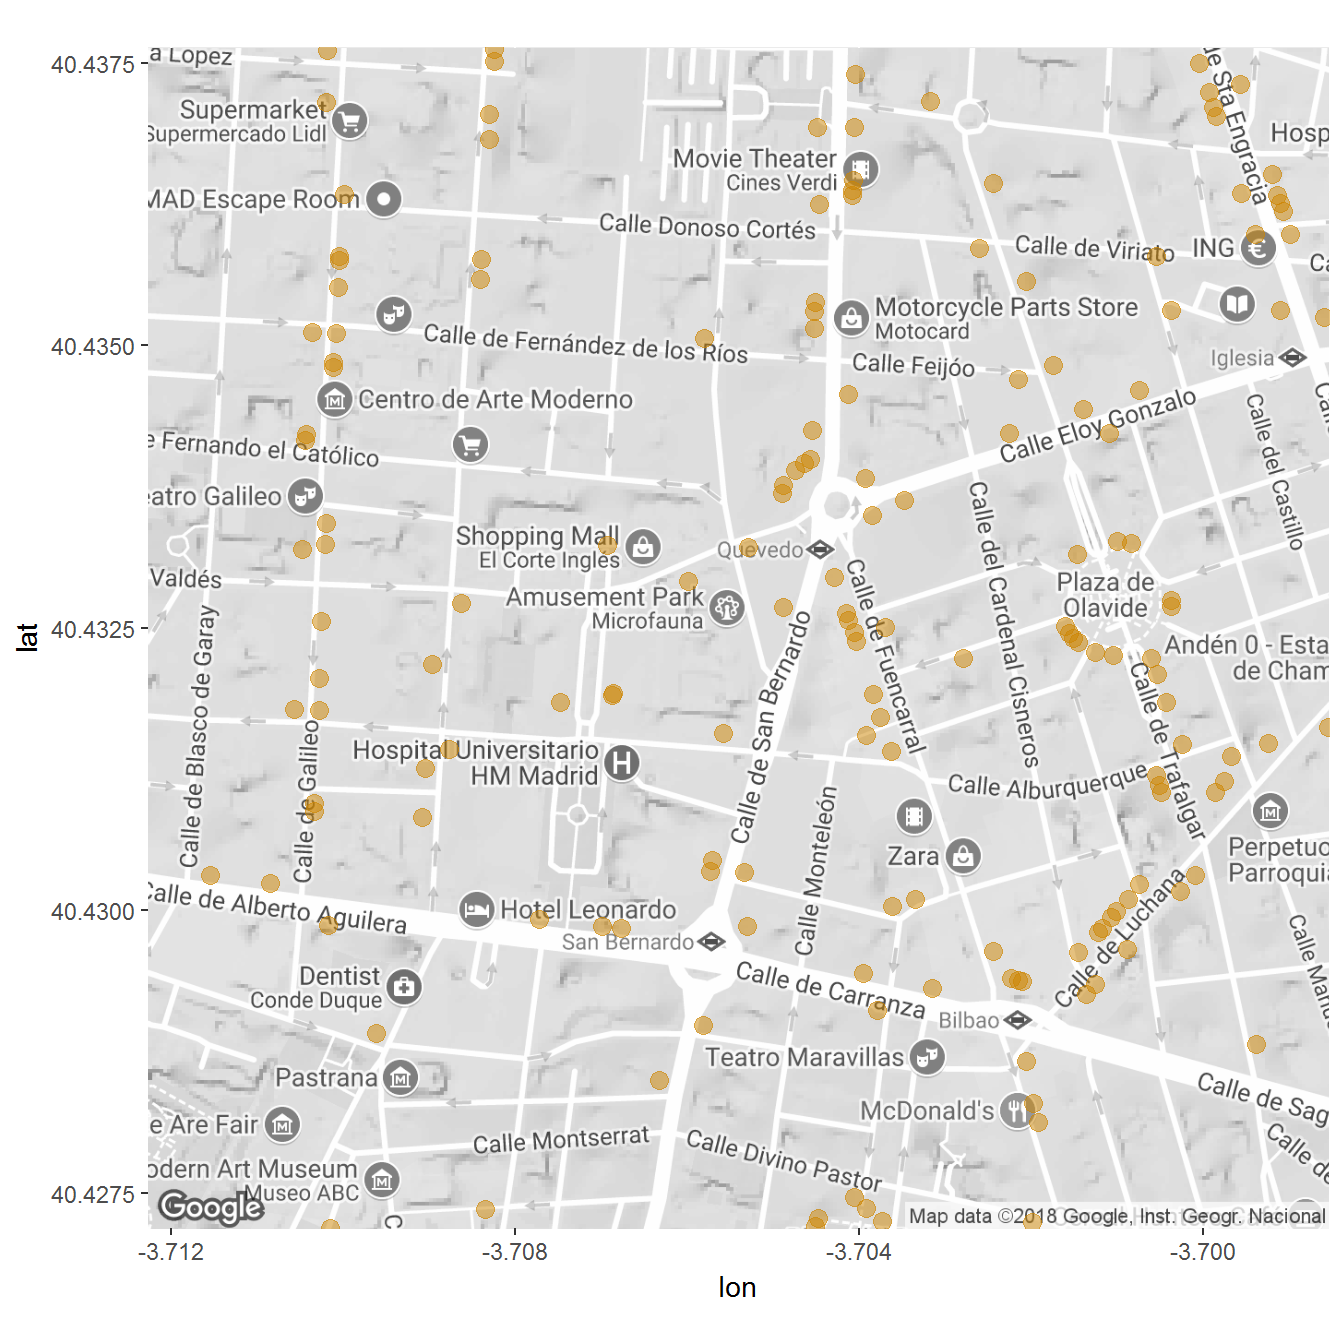 a Lopez
de Sta Engracia
Supermarket
Supermercado Lidl
Hosp
Movie Theater
Cines Verdi
MAD Escape Room
Calle Donoso Cortés
Calle de Viriato
ING
Ca
Motorcycle Parts Store
Motocard
Calle de Fernández de los Ríos
Calle Feijóo
Iglesia
Centro de Arte Moderno
Calle Eloy Gonzalo
Calle del Castillo
e Fernando el Católico
eatro Galileo
Shopping Mall
El Corte Ingles
Quevedo
Calle del Cardenal Cisneros
Valdés
Amusement Park
Microfauna
Plaza de
Olavide
Calle de Fuencarral
Calle de Blasco de Garay
Calle de San Bernardo
Andén 0 - Esta
de Cham
Calle de Trafalgar
Calle de Galileo
Hospital Universitario
HM Madrid
Calle Alburquerque
Calle Monteleón
Zara
Perpetuo
Parroquia
Calle de Luchana
Calle de Alberto Aguilera
Hotel Leonardo
San Bernardo
Dentist
Conde Duque
Calle de Carranza
Bilbao
Teatro Maravillas
Pastrana
Calle de Sag
McDonald's
e Are Fair
Calle Montserrat
Calle Divino Pastor
Calle de
odern Art Museum
Museo ABC
Google
Map data ©2018 Google, Inst. Geogr. Nacional
40.4375
40.4350
40.4325
40.4300
40.4275
lat
-3.712
-3.708
-3.704
-3.700
lon